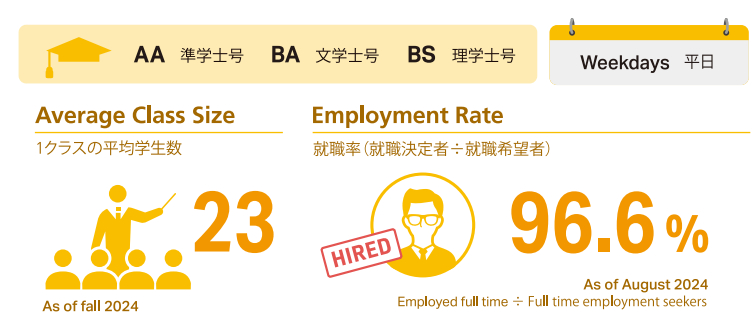 AA 準学士号 BA 文学士号 BS 理学士号
Weekdays 平日
Average Class Size
1クラスの平均学生数
23
As of fall 2024
Employment Rate
就職率(就職決定者÷就職希望者)
HIRED
96.6 %
As of August 2024
Employed full time ÷ Full time employment seekers